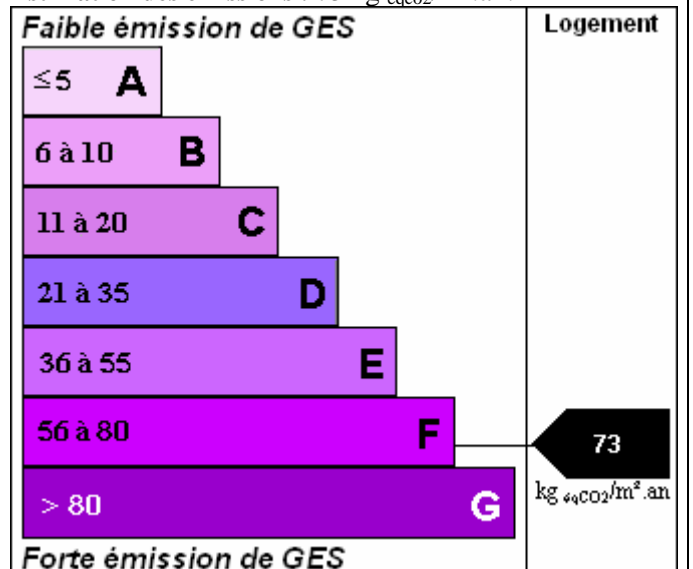 Faible émission de GES
Logement
≤5 A
6 à 10 B
11 à 20 C
21 à 35 D
36 à 55 E
56 à 80 F
73
kg éqCO2/m².an
> 80 G
Forte émission de GES